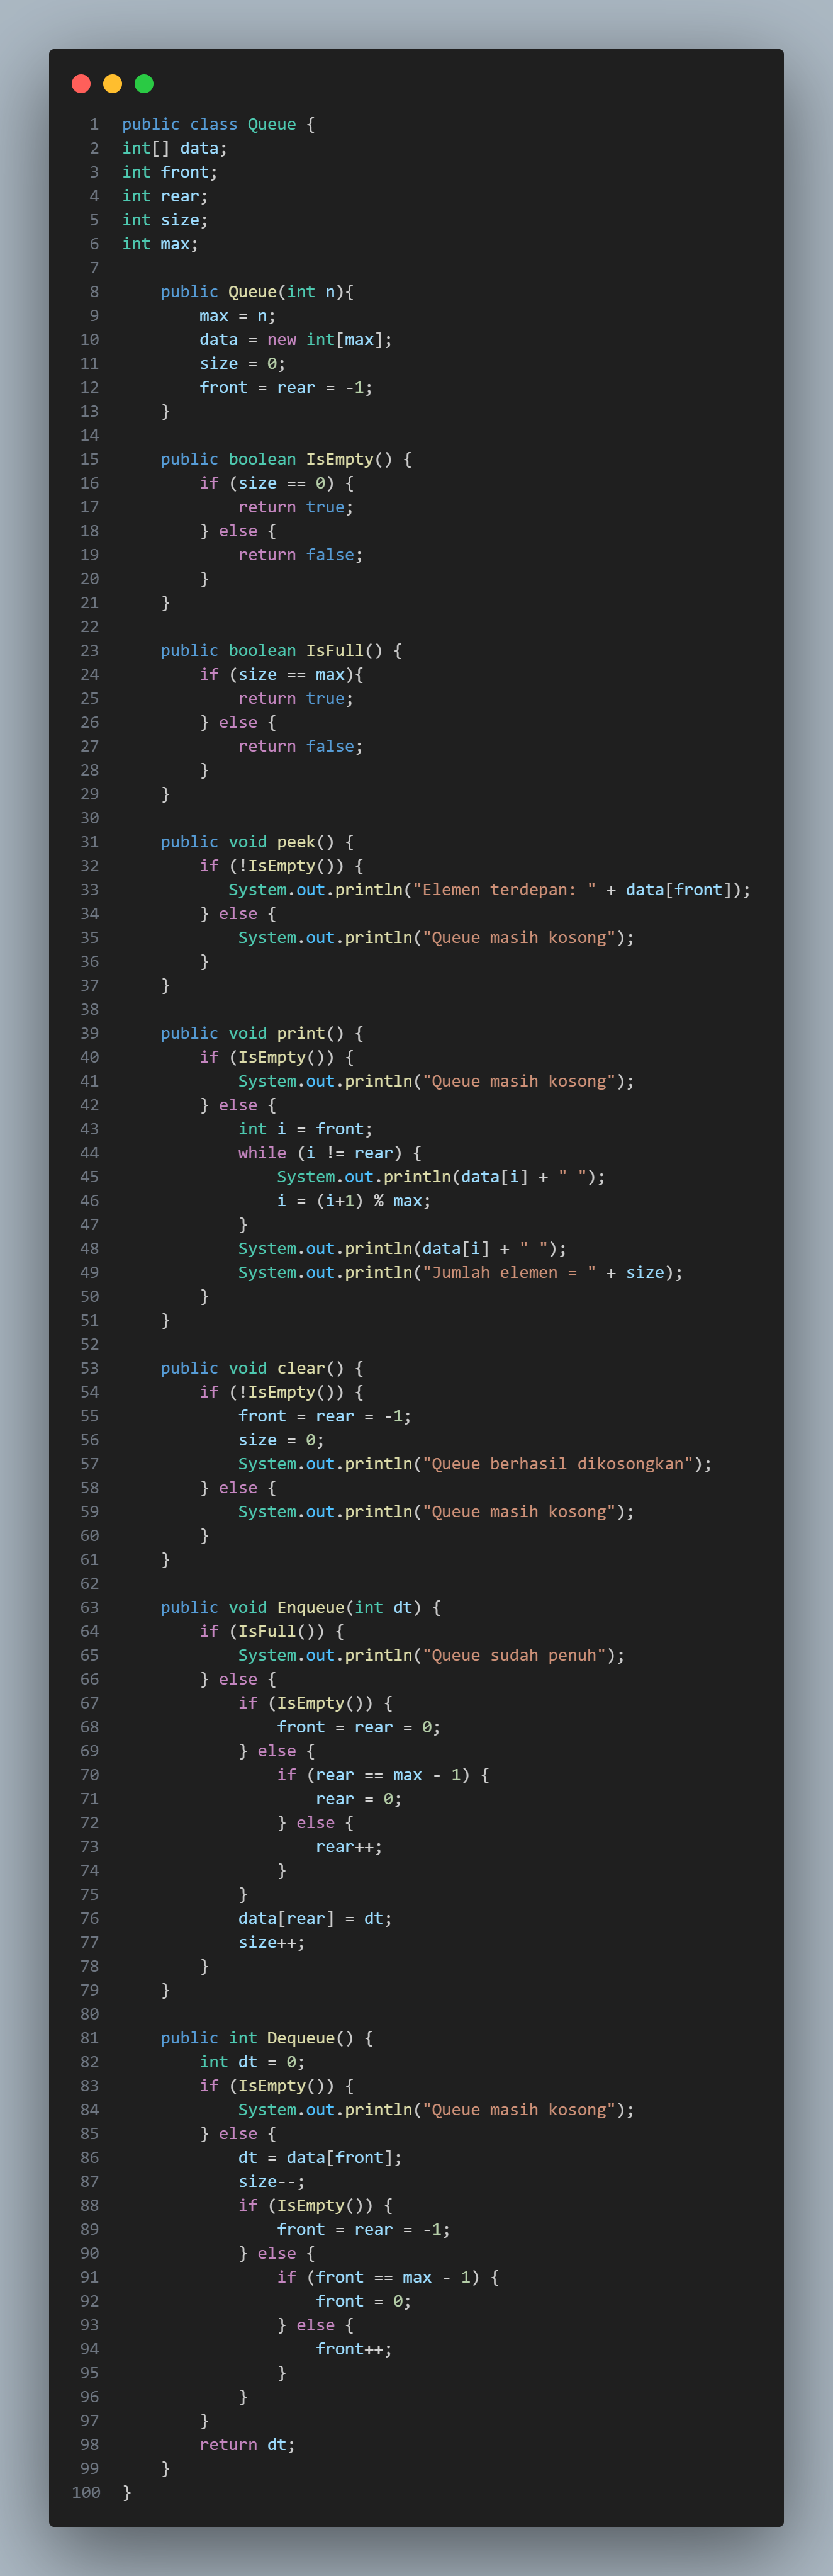 1 public class Queue {
2 int[] data;
3 int front;
4 int rear;
5 int size;
6 int max;
7
8     public Queue(int n){
9         max = n;
10         data = new int[max];
11         size = 0;
12         front = rear = -1;
13     }
14
15     public boolean IsEmpty() {
16         if (size == 0) {
17             return true;
18         } else {
19             return false;
20         }
21     }
22
23     public boolean IsFull() {
24         if (size == max){
25             return true;
26         } else {
27             return false;
28         }
29     }
30
31     public void peek() {
32         if (!IsEmpty()) {
33            System.out.println("Elemen terdepan: " + data[front]);
34         } else {
35             System.out.println("Queue masih kosong");
36         }
37     }
38
39     public void print() {
40         if (IsEmpty()) {
41             System.out.println("Queue masih kosong");
42         } else {
43             int i = front;
44             while (i != rear) {
45                 System.out.println(data[i] + " ");
46                 i = (i+1) % max;
47             }
48             System.out.println(data[i] + " ");
49             System.out.println("Jumlah elemen = " + size);
50         }
51     }
52
53     public void clear() {
54         if (!IsEmpty()) {
55             front = rear = -1;
56             size = 0;
57             System.out.println("Queue berhasil dikosongkan");
58         } else {
59             System.out.println("Queue masih kosong");
60         }
61     }
62
63     public void Enqueue(int dt) {
64         if (IsFull()) {
65             System.out.println("Queue sudah penuh");
66         } else {
67             if (IsEmpty()) {
68                 front = rear = 0;
69             } else {
70                 if (rear == max - 1) {
71                     rear = 0;
72                 } else {
73                     rear++;
74                 }
75             }
76             data[rear] = dt;
77             size++;
78         }
79     }
80
81     public int Dequeue() {
82         int dt = 0;
83         if (IsEmpty()) {
84             System.out.println("Queue masih kosong");
85         } else {
86             dt = data[front];
87             size--;
88             if (IsEmpty()) {
89                 front = rear = -1;
90             } else {
91                 if (front == max - 1) {
92                     front = 0;
93                 } else {
94                     front++;
95                 }
96             }
97         }
98         return dt;
99     }
100 }